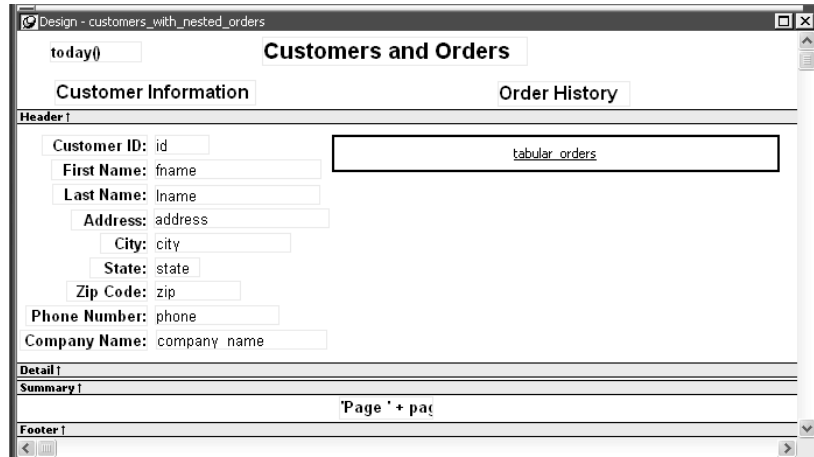 Design - customers_with_nested_orders
today() Customers and Orders
Customer Information Order History
Header ↑
Customer ID: id tabular_orders
First Name: fname
Last Name: lname
Address: address
City: city
State: state
Zip Code: zip
Phone Number: phone
Company Name: company_name
Detail ↑
Summary ↑
'Page ' + pag
Footer ↑